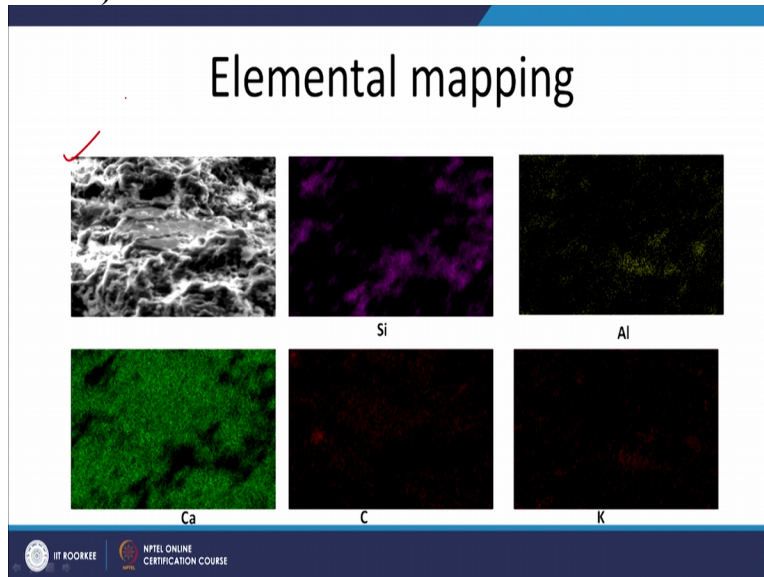 Elemental mapping
Si
Al
Ca
C
K
IIT ROORKEE
NPTEL ONLINE
CERTIFICATION COURSE